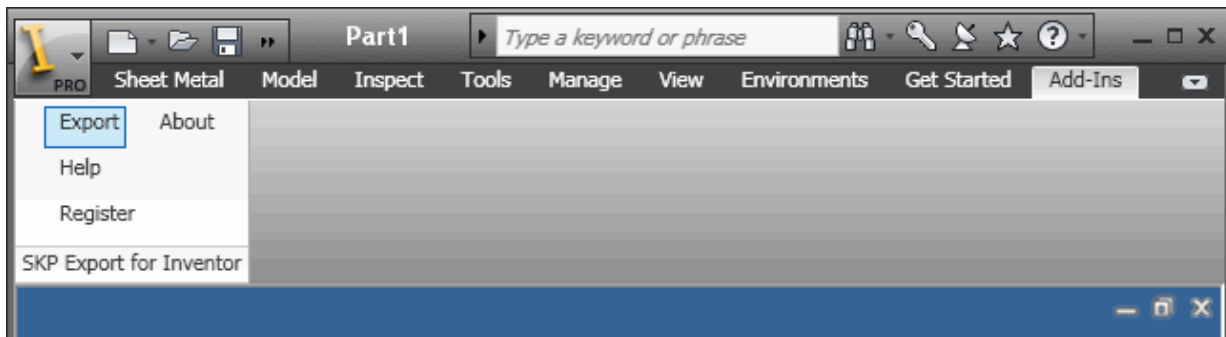 Part1 Type a keyword or phrase
PRO Sheet Metal Model Inspect Tools Manage View Environments Get Started Add-Ins
Export About
Help
Register
SKP Export for Inventor